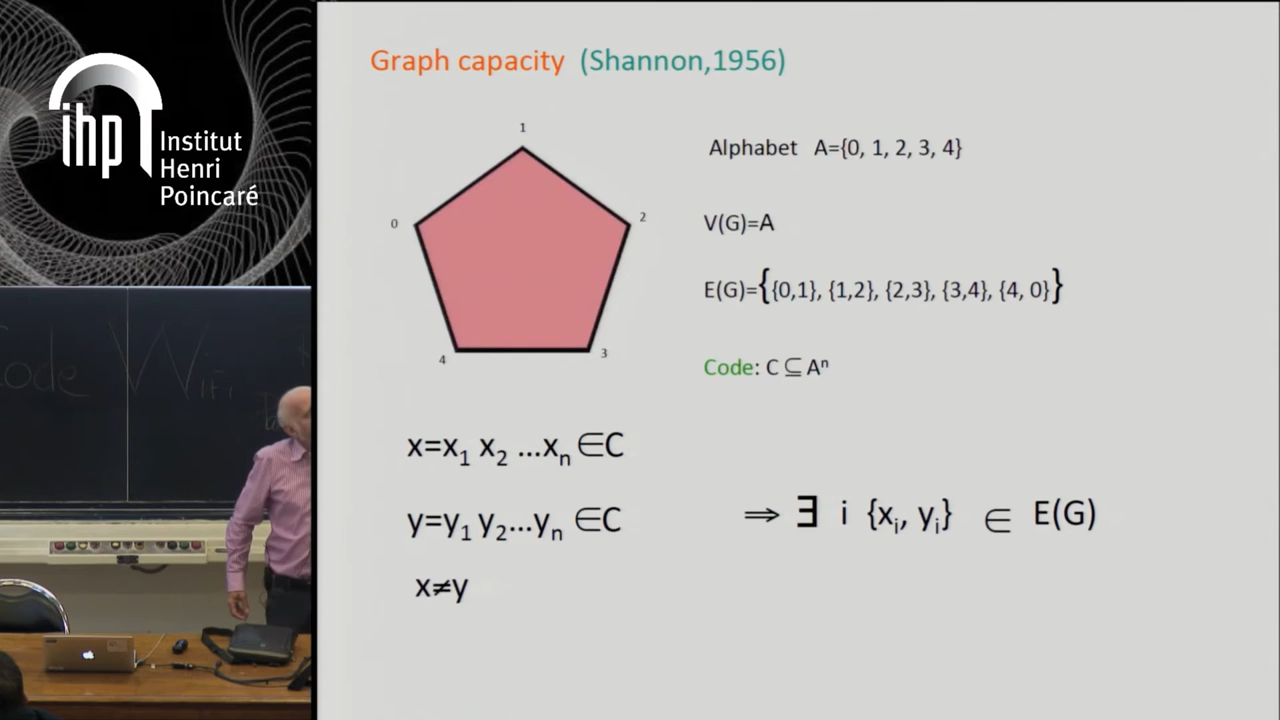 ihp Institut
Henri
Poincaré
Code Wifi
Graph capacity (Shannon,1956)
1
0
2
4
3
Alphabet A={0, 1, 2, 3, 4}
V(G)=A
E(G)={{0,1}, {1,2}, {2,3}, {3,4}, {4, 0}}
Code: C ⊆ Aⁿ
x=x₁ x₂ ...xₙ ∈C
y=y₁ y₂...yₙ ∈C
⇒ ∃ i {xᵢ, yᵢ} ∈ E(G)
x≠y